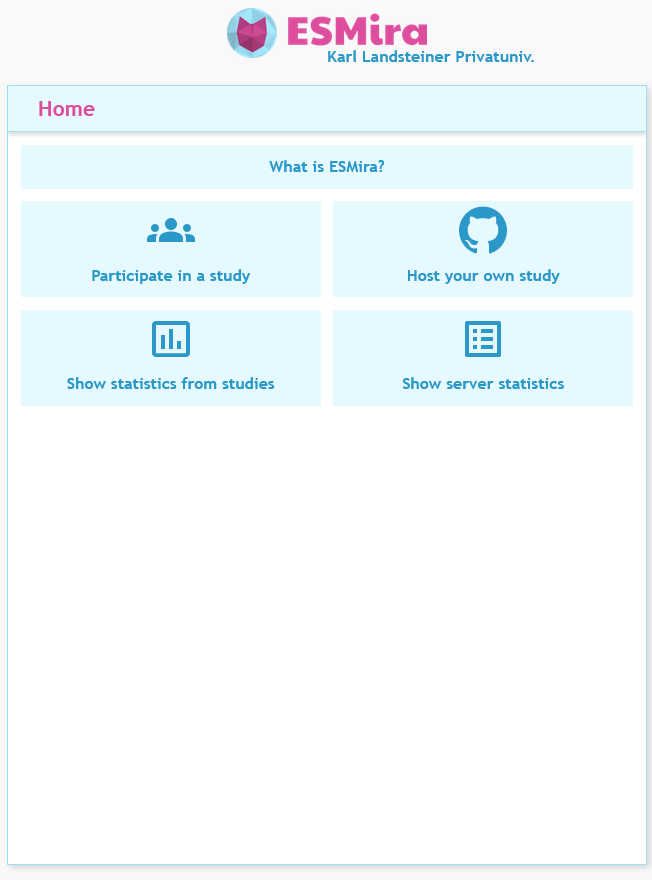 ESMira
Karl Landsteiner Privatuniv.
Home
What is ESMira?
Participate in a study
Host your own study
Show statistics from studies
Show server statistics